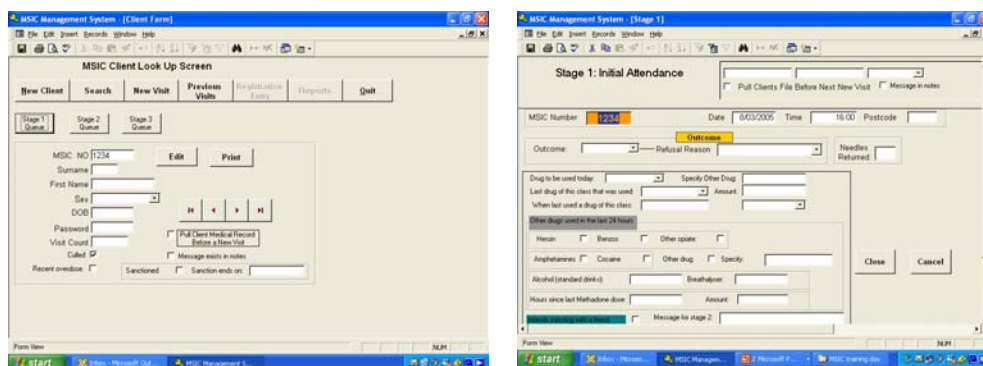 MSIC Management System - [Client Form]
File Edit Insert Records Window Help
MSIC Client Look Up Screen
New Client Search New Visit Previous Visits Registration Entry Reports Quit
Stage 1 Queue Stage 2 Queue Stage 3 Queue
MSIC NO 1234 Edit Print
Surname
First Name
Sex
DOB
Password
Pull Client Medical Record Before a New Visit
Visit Count
Culled Message exists in notes
Recent overdose Sanctioned Sanction ends on:
Form View NUM
start Inbox - Microsoft Out... MSIC Management S...
MSIC Management System - [Stage 1]
File Edit Insert Records Window Help
Stage 1: Initial Attendance
Pull Clients File Before Next New Visit Message in notes
MSIC Number 1234 Date 8/03/2005 Time 16:00 Postcode
Outcome
Outcome: Refusal Reason: Needles Returned:
Drug to be used today: Specify Other Drug:
Last drug of this class that was used: Amount:
When last used a drug of this class:
Other drugs used in the last 24 hours
Heroin Benzos Other opiate:
Amphetamines Cocaine Other drug: Specify: Close Cancel
Alcohol (standard drinks): Breathalyser:
Hours since last Methadone dose: Amount:
Intends injecting with a friend: Message for stage 2:
Form View NUM
start Inbox - Microso... MSIC Managem... 2 Microsoft P... MSIC training day